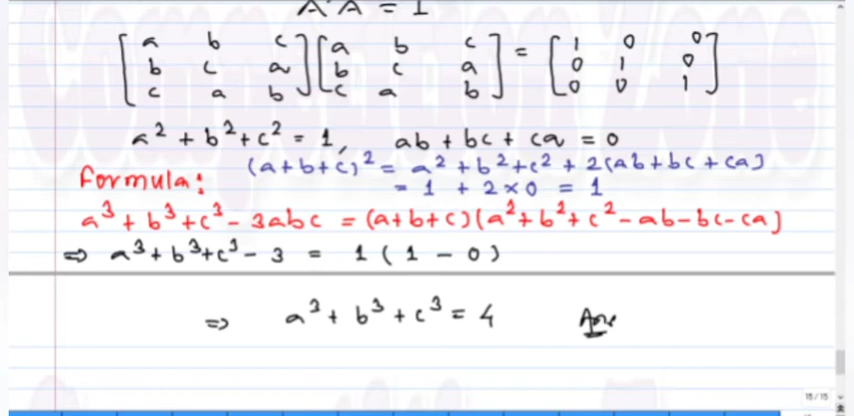 A A = I
[a b c
b c a
c a b] [a b c
b c a
c a b] = [1 0 0
0 1 0
0 0 1]
a² + b² + c² = 1, ab + bc + ca = 0
Formula: (a+b+c)² = a² + b² + c² + 2(ab+bc+ca)
= 1 + 2×0 = 1
a³ + b³ + c³ - 3abc = (a+b+c)(a²+b²+c²-ab-bc-ca)
⇒ a³ + b³ + c³ - 3 = 1(1 - 0)
⇒ a³ + b³ + c³ = 4 Ans
15/15